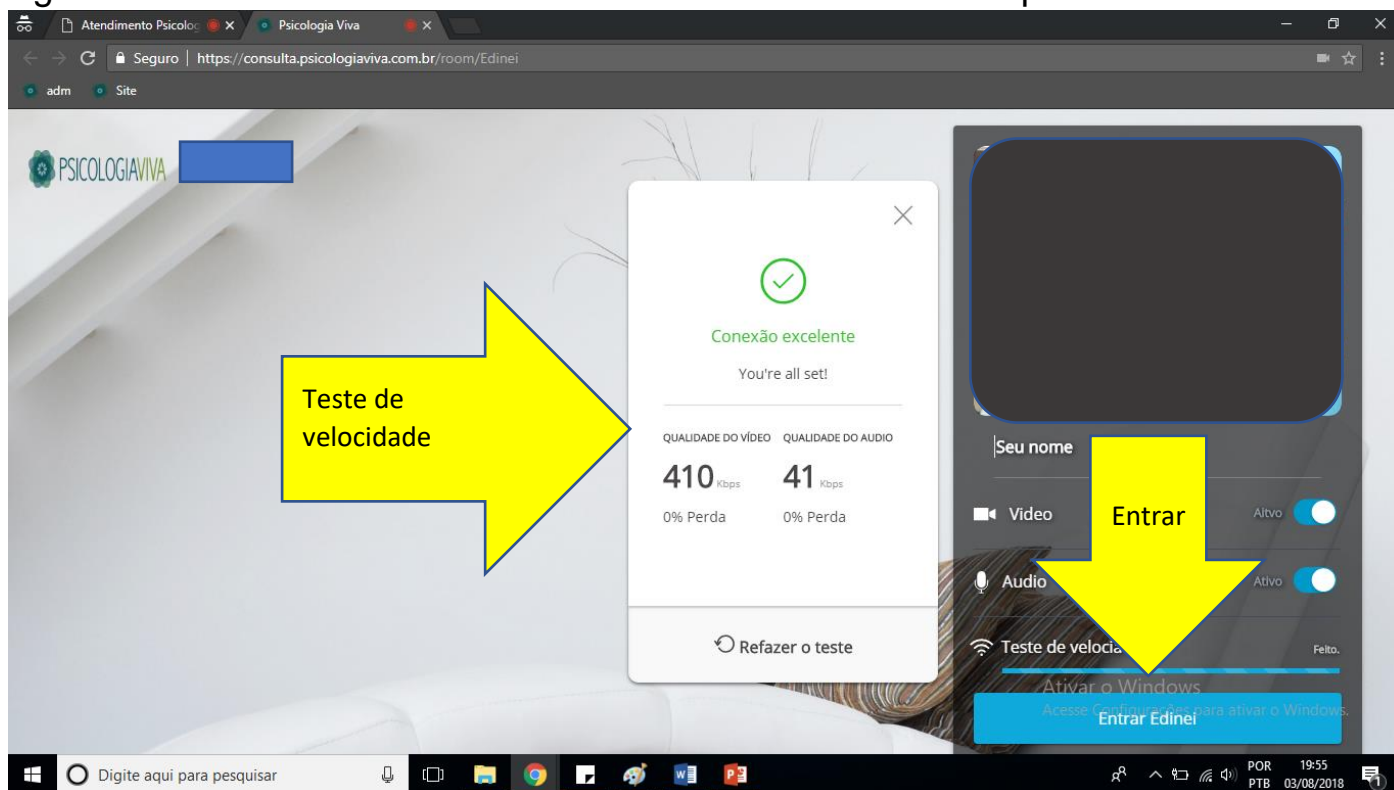 Atendimento Psicolog
Psicologia Viva
Seguro | https://consulta.psicologiaviva.com.br/room/Edinei
adm
Site
PSICOLOGIAVIVA
Conexão excelente
You're all set!
Teste de
velocidade
QUALIDADE DO VÍDEO QUALIDADE DO AUDIO
410 Kbps 41 Kbps
0% Perda 0% Perda
Refazer o teste
Seu nome
Video Aitvo
Entrar
Audio Ativo
Teste de velocia Feito.
Ativar o Windows
Acesse Configurações para ativar o Windows.
Entrar Edinei
Digite aqui para pesquisar
POR 19:55
PTB 03/08/2018